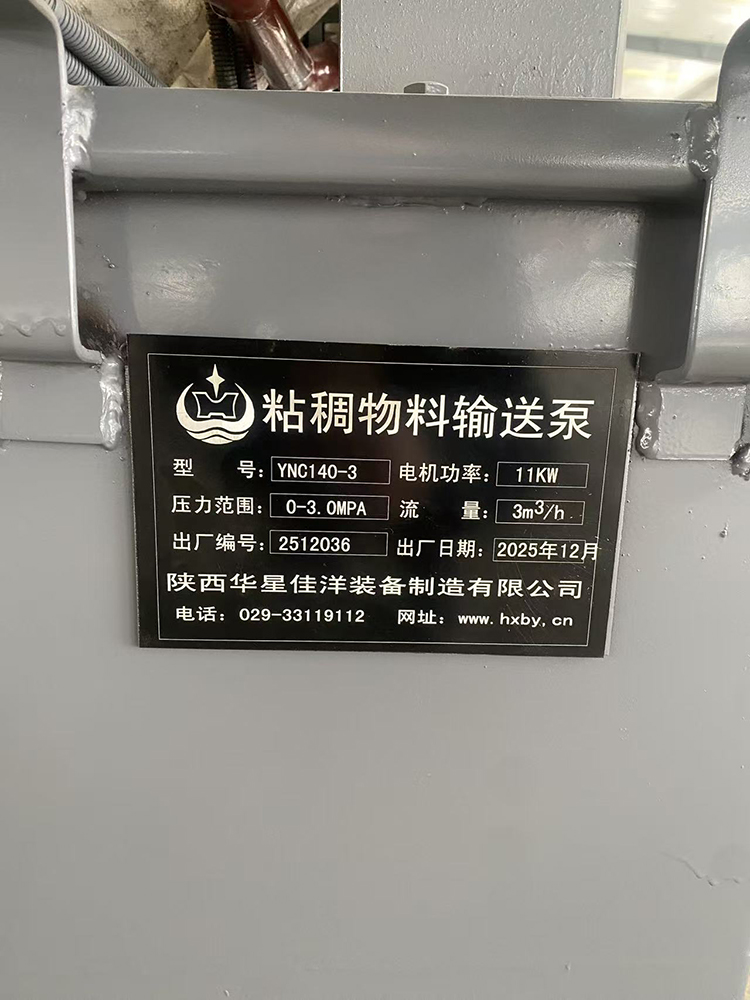 粘稠物料输送泵
型 号: YNC140-3 电机功率: 11KW
压力范围: 0-3.0MPA 流 量: 3m³/h
出厂编号: 2512036 出厂日期: 2025年12月
陕西华星佳洋装备制造有限公司
电话: 029-33119112 网址: www.hxby,cn